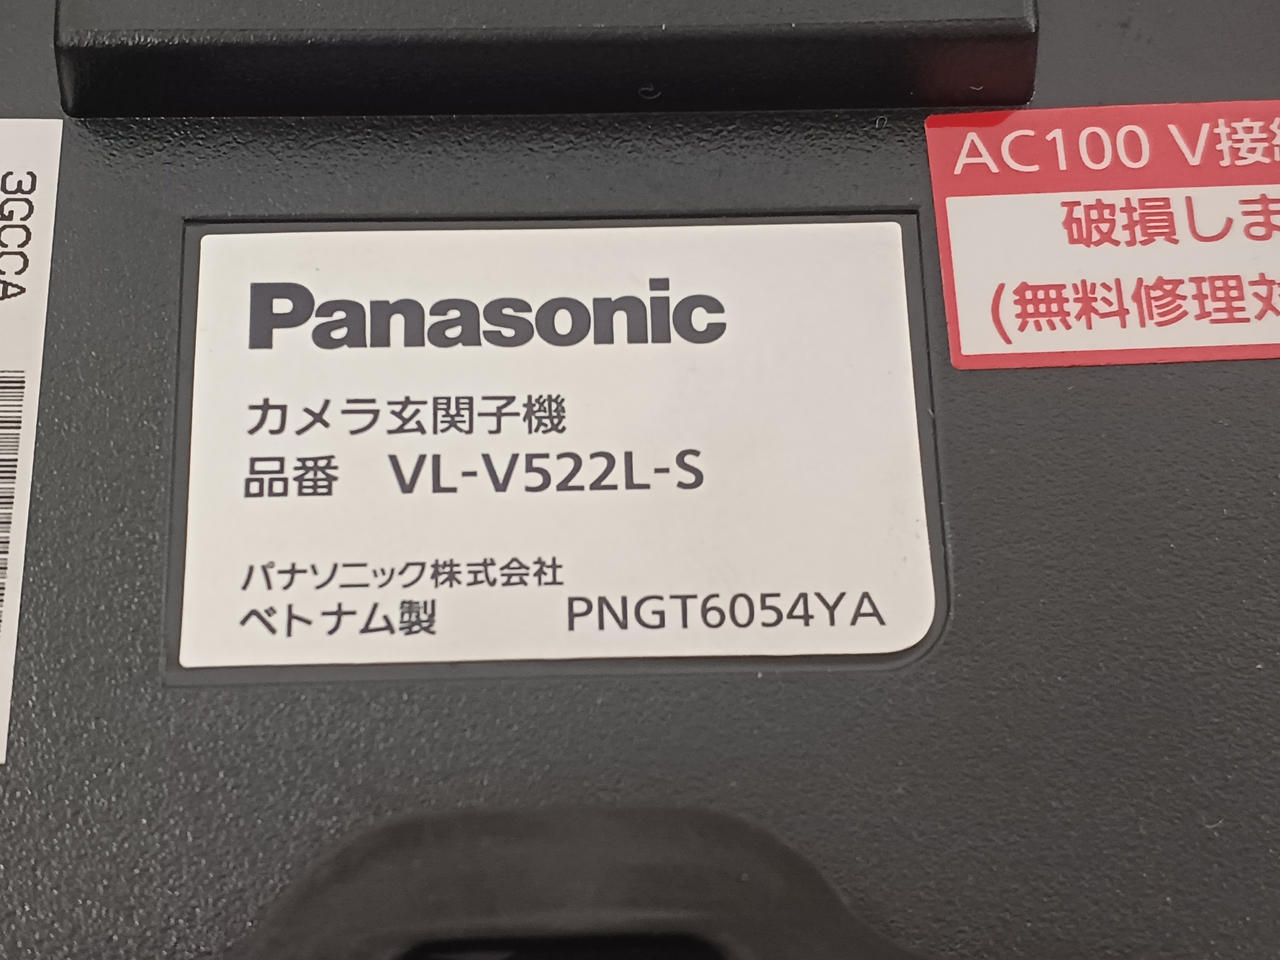 3GCCA
Panasonic
カメラ玄関子機
品番 VL-V522L-S
パナソニック株式会社
ベトナム製 PNGT6054YA
AC100 V接
破損しま
(無料修理対